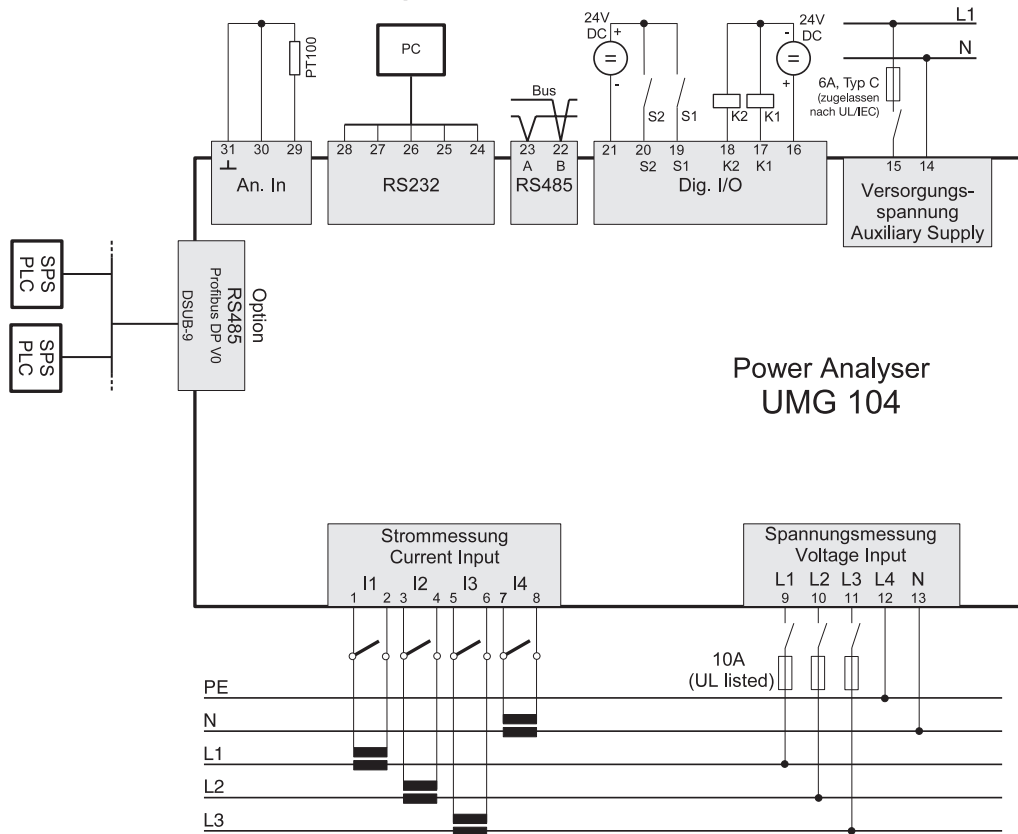 24V
DC
+
-
S2
S1
24V
DC
-
+
K2
K1
L1
N
6A, Typ C
(zugelassen
nach UL/IEC)
PT100
PC
Bus
31 30 29
An. In
28 27 26 25 24
RS232
23 22
A B
RS485
21 20 19 18 17 16
S2 S1 K2 K1
Dig. I/O
15 14
Versorgungs-
spannung
Auxiliary Supply
SPS
PLC
SPS
PLC
Option
RS485
Profibus DP V0
DSUB-9
Power Analyser
UMG 104
Strommessung
Current Input
I1 I2 I3 I4
1 2 3 4 5 6 7 8
Spannungsmessung
Voltage Input
L1 L2 L3 L4 N
9 10 11 12 13
10A
(UL listed)
PE
N
L1
L2
L3